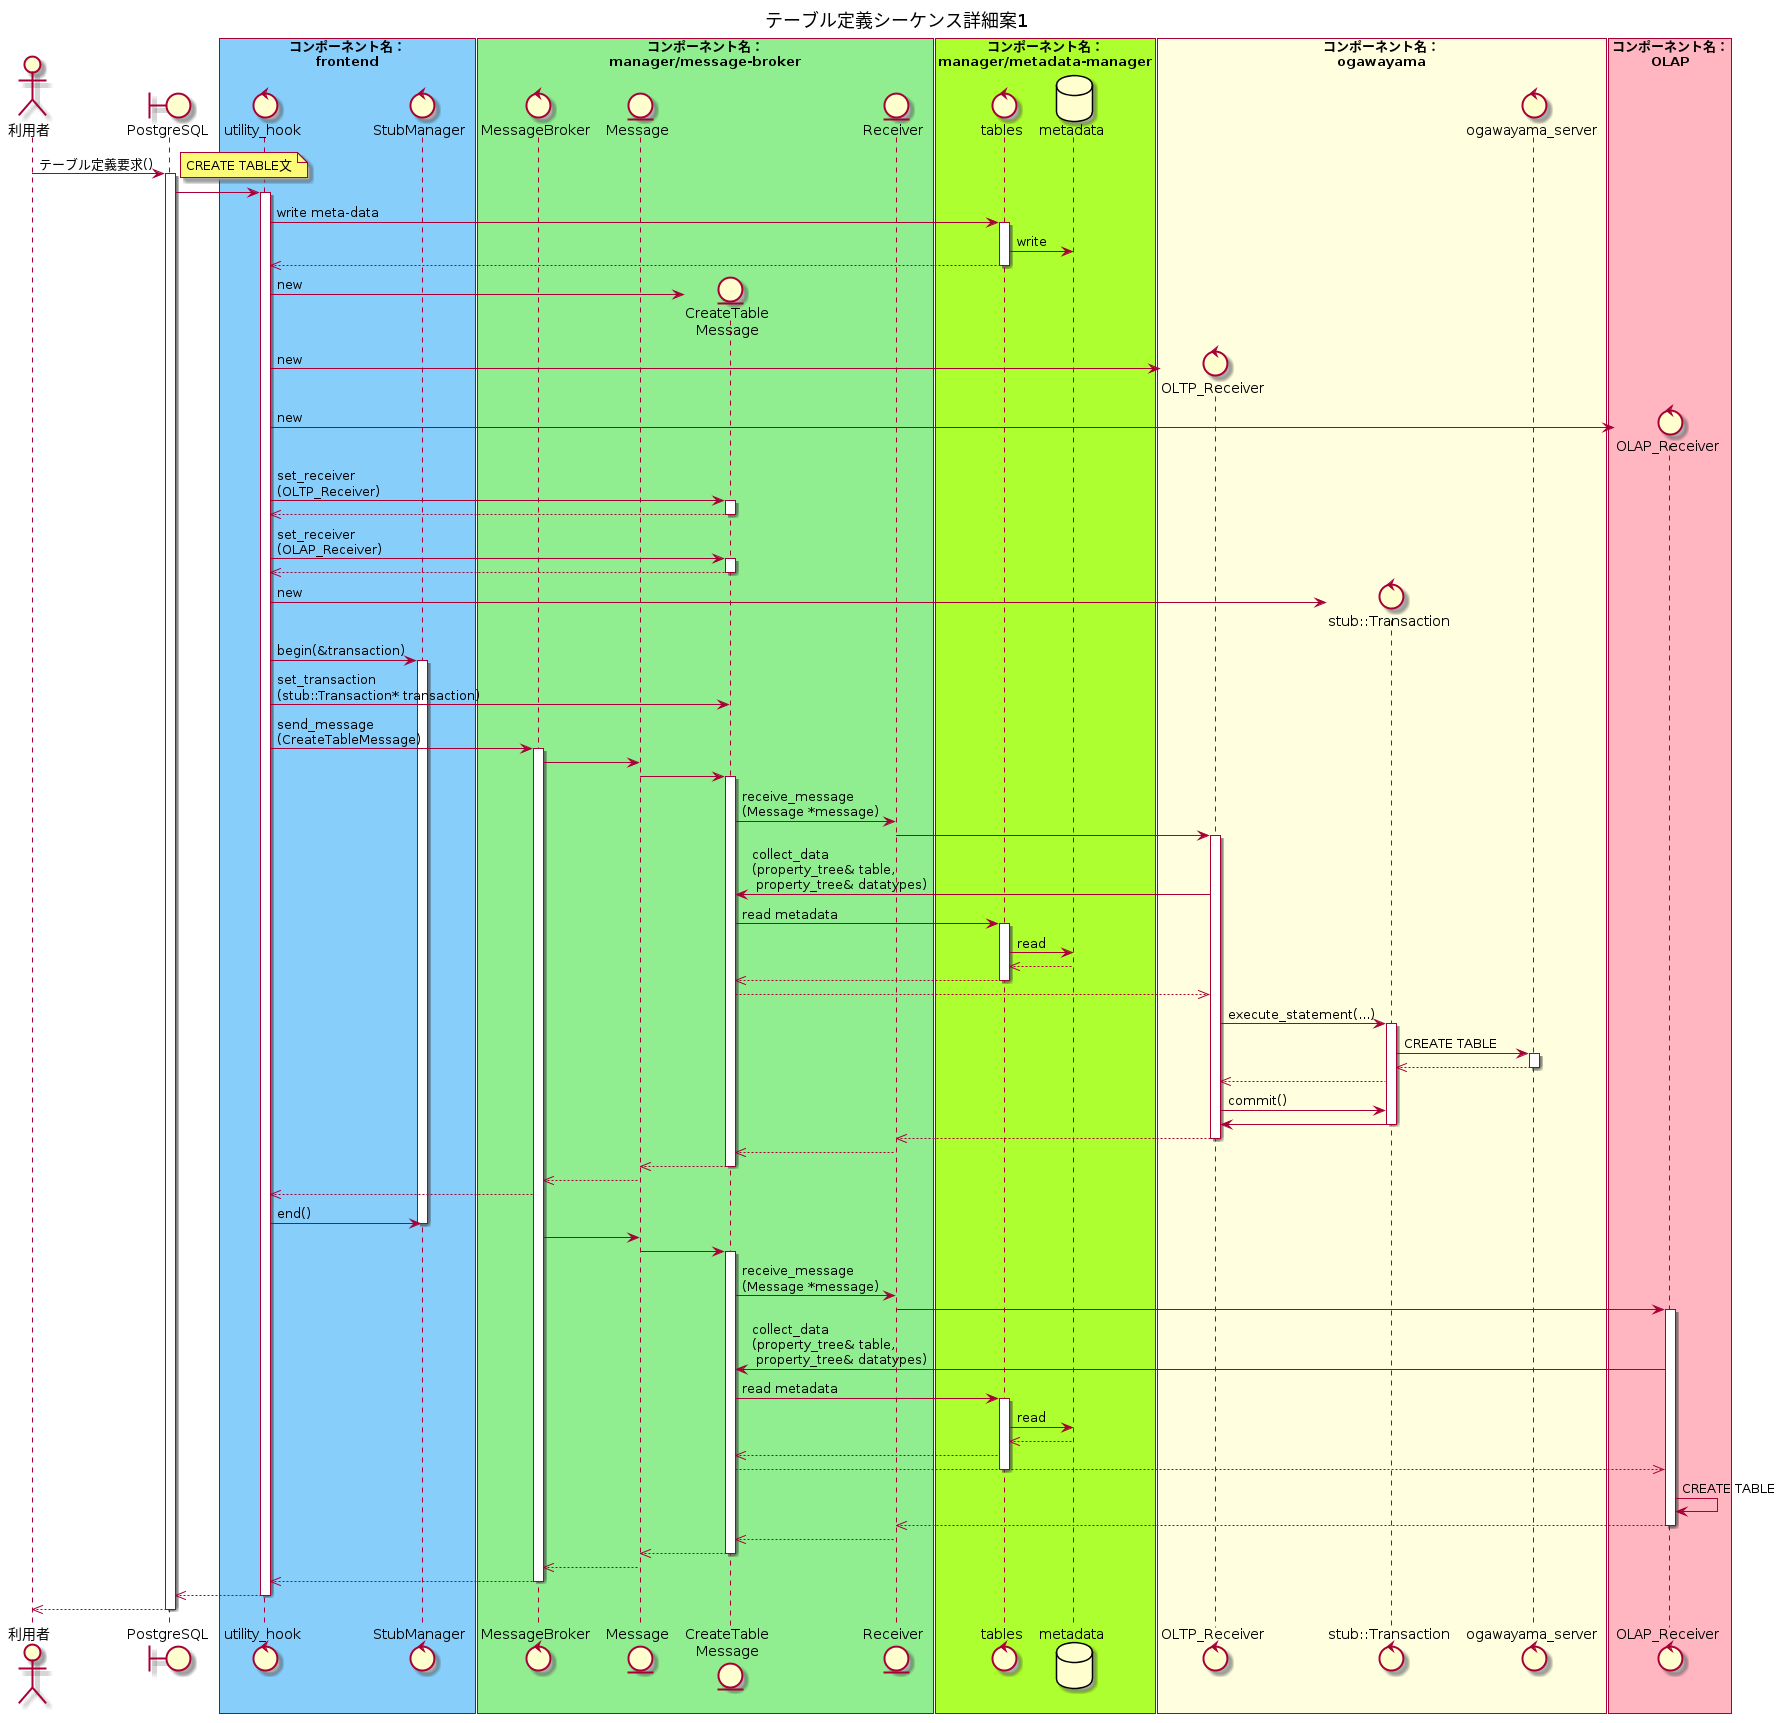 テーブル定義シーケンス詳細案1
コンポーネント名：
frontend
コンポーネント名：
manager/message-broker
コンポーネント名：
manager/metadata-manager
コンポーネント名：
ogawayama
コンポーネント名：
OLAP
利用者
PostgreSQL
utility_hook
StubManager
MessageBroker
Message
Receiver
tables
metadata
ogawayama_server
テーブル定義要求()
CREATE TABLE文
write meta-data
write
new
CreateTable
Message
new
OLTP_Receiver
new
OLAP_Receiver
set_receiver
(OLTP_Receiver)
set_receiver
(OLAP_Receiver)
new
stub::Transaction
begin(&transaction)
set_transaction
(stub::Transaction* transaction)
send_message
(CreateTableMessage)
receive_message
(Message *message)
collect_data
(property_tree& table,
property_tree& datatypes)
read metadata
read
execute_statement(...)
CREATE TABLE
commit()
end()
receive_message
(Message *message)
collect_data
(property_tree& table,
property_tree& datatypes)
read metadata
read
CREATE TABLE
利用者
PostgreSQL
utility_hook
StubManager
MessageBroker
Message
CreateTable
Message
Receiver
tables
metadata
OLTP_Receiver
stub::Transaction
ogawayama_server
OLAP_Receiver